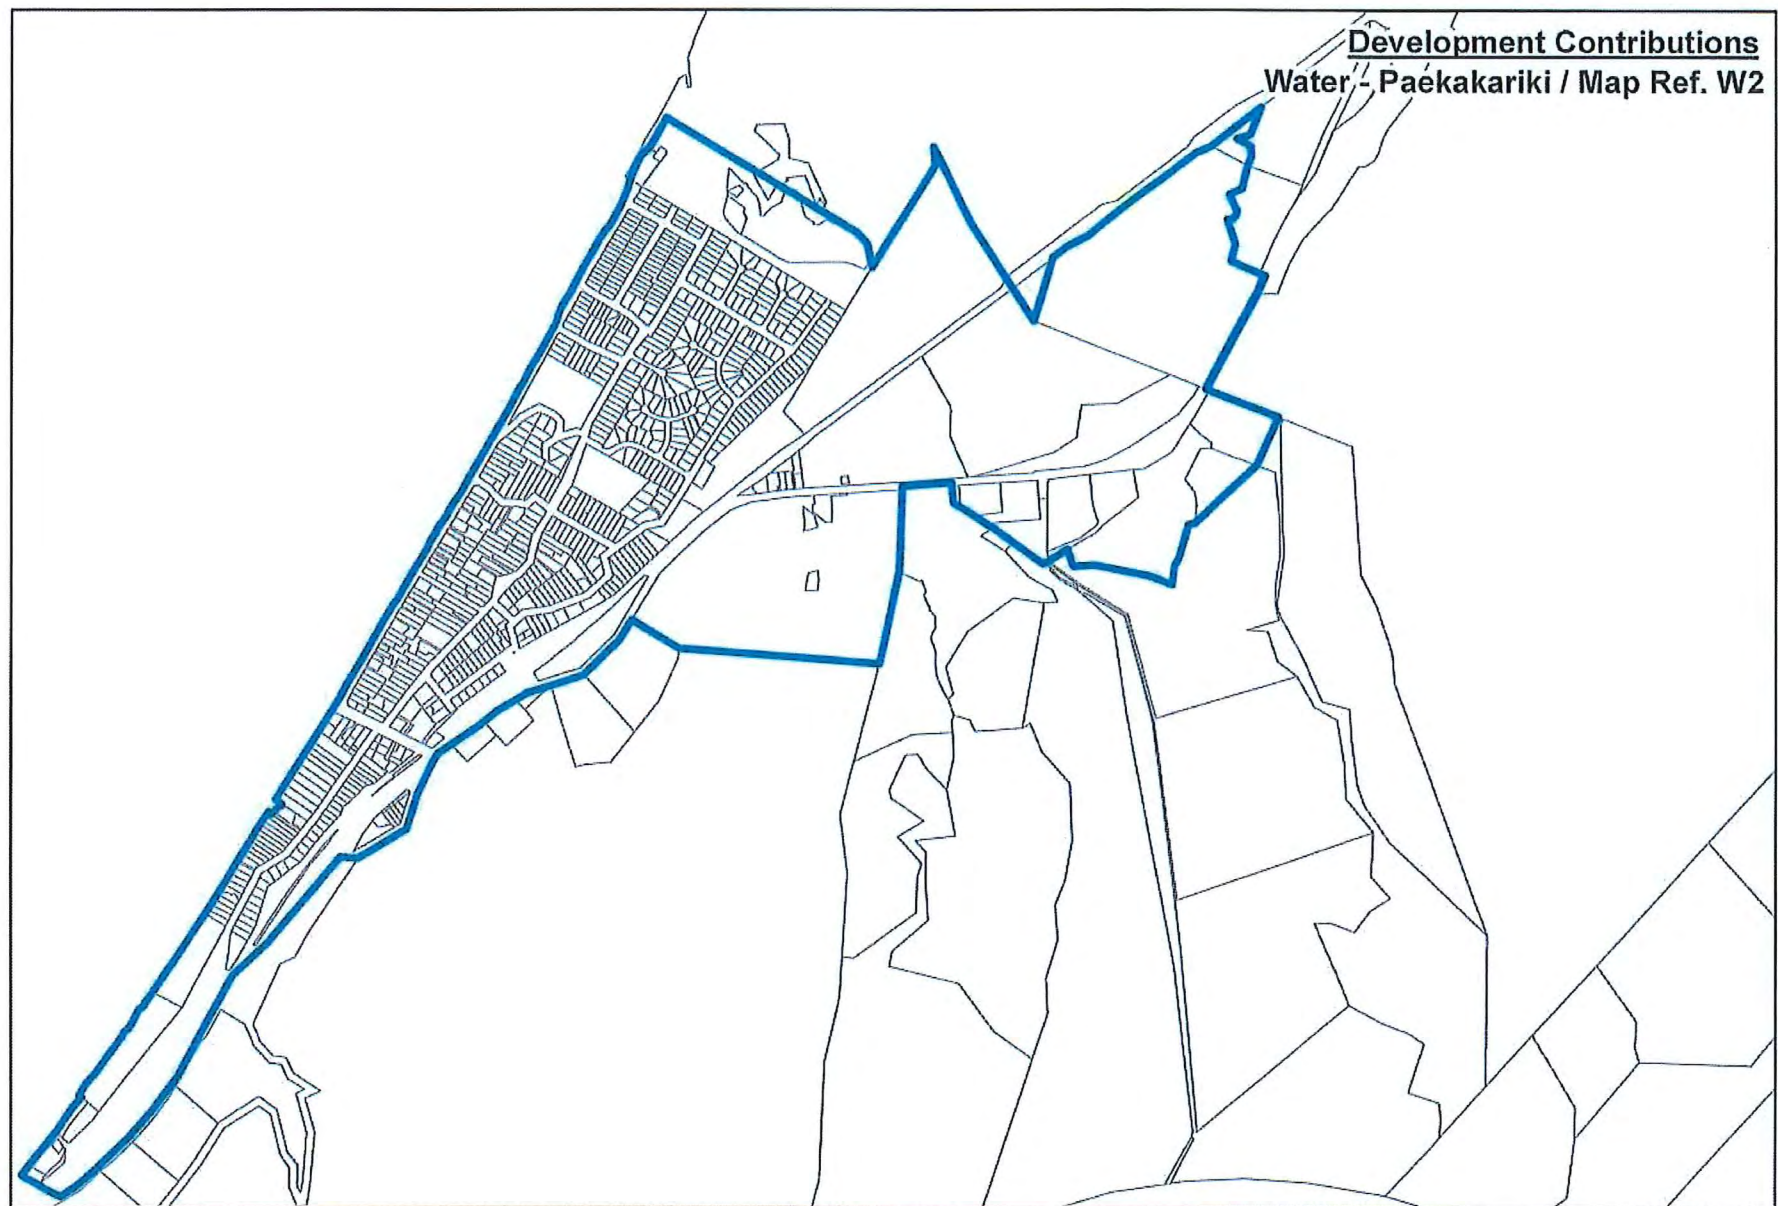 Development Contributions
Water - Paekakariki / Map Ref. W2